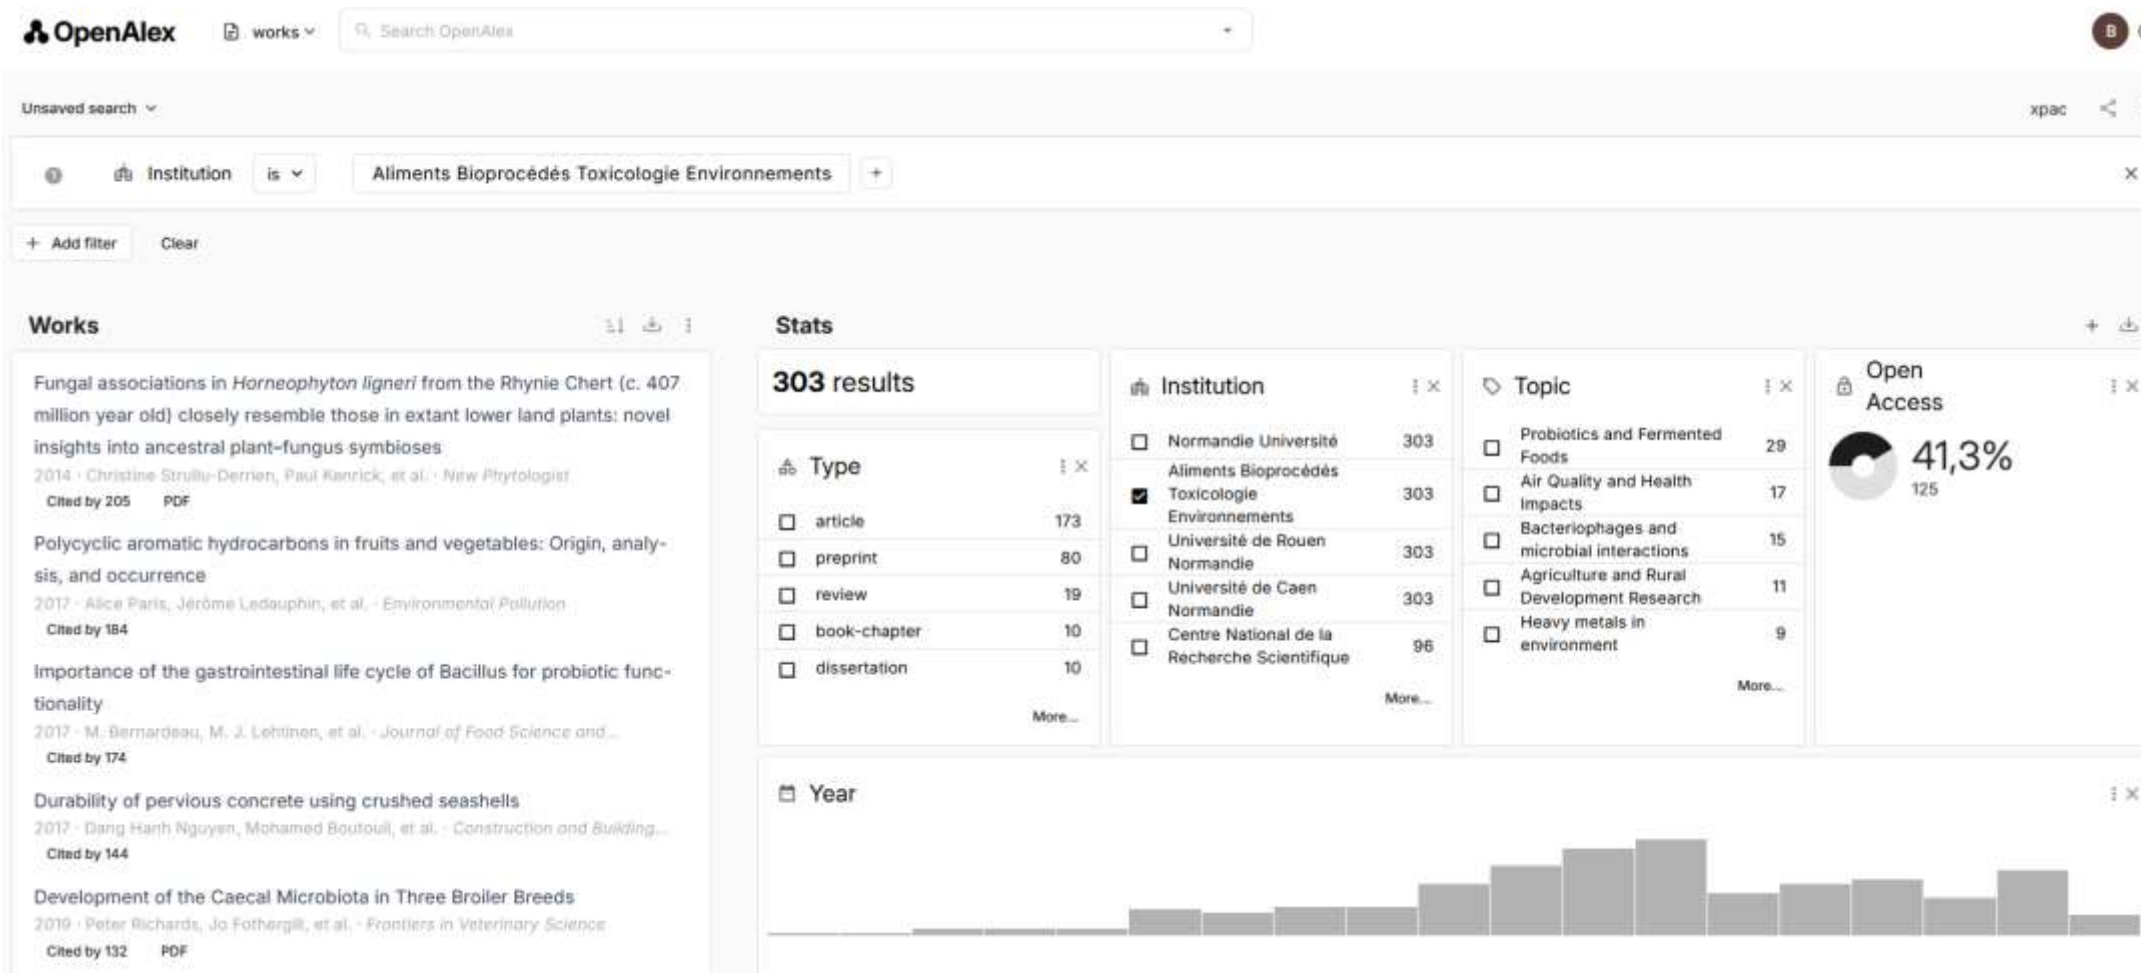 OpenAlex works Search OpenAlex B
Unsaved search xpac
Institution is Aliments Bioprocédés Toxicologie Environnements + ×
+ Add filter Clear
Works
Fungal associations in Horneophyton ligneri from the Rhynie Chert (c. 407
million year old) closely resemble those in extant lower land plants: novel
insights into ancestral plant–fungus symbioses
2014 · Christine Strullu-Derrien, Paul Kenrick, et al. · New Phytologist
Cited by 205 PDF
Polycyclic aromatic hydrocarbons in fruits and vegetables: Origin, analy-
sis, and occurrence
2017 · Alice Paris, Jérôme Ledauphin, et al. · Environmental Pollution
Cited by 184
Importance of the gastrointestinal life cycle of Bacillus for probiotic func-
tionality
2017 · M. Bernardeau, M. J. Lehtinen, et al. · Journal of Food Science and...
Cited by 174
Durability of pervious concrete using crushed seashells
2017 · Dang Hanh Nguyen, Mohamed Boutouil, et al. · Construction and Building...
Cited by 144
Development of the Caecal Microbiota in Three Broiler Breeds
2019 · Peter Richards, Jo Fothergill, et al. · Frontiers in Veterinary Science
Cited by 132 PDF
Stats
303 results
Type
article 173
preprint 80
review 19
book-chapter 10
dissertation 10
More...
Institution
Normandie Université 303
Aliments Bioprocédés
Toxicologie 303
Environnements
Université de Rouen
Normandie 303
Université de Caen
Normandie 303
Centre National de la
Recherche Scientifique 96
More...
Topic
Probiotics and Fermented
Foods 29
Air Quality and Health
Impacts 17
Bacteriophages and
microbial interactions 15
Agriculture and Rural
Development Research 11
Heavy metals in
environment 9
More...
Open
Access
41,3%
125
Year